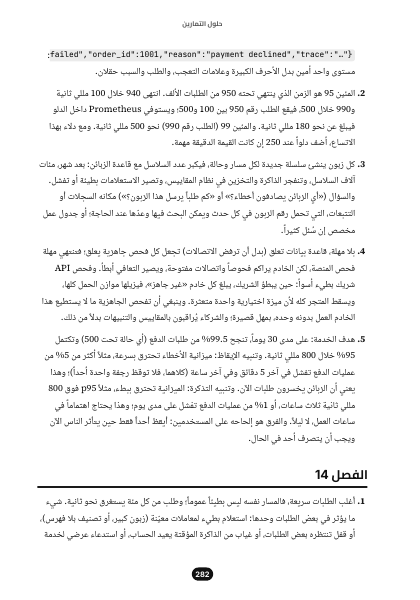 حلول التمارين
failed","order_id":1001,"reason":"payment declined","trace":"…"}:
مستوى واحد أمين بدل الأحرف الكبيرة وعلامات التعجب، والطلب والسبب حقلان.
2. المئين 95 هو الزمن الذي ينتهي تحته 950 من الطلبات الألف. انتهى 940 خلال 100 مللي ثانية
و990 خلال 500، فيقع الطلب رقم 950 بين 100 و500؛ ويستوفي Prometheus داخل الدلو
فيبلغ عن نحو 180 مللي ثانية. والمئين 99 (الطلب رقم 990) نحو 500 مللي ثانية. ومع دلاء بهذا
الاتساع، أضف دلواً عند 250 إن كانت القيمة الدقيقة مهمة.
3. كل زبون ينشئ سلسلة جديدة لكل مسار وحالة، فيكبر عدد السلاسل مع قاعدة الزبائن: بعد شهر، مئات
آلاف السلاسل، وتنفجر الذاكرة والتخزين في نظام المقاييس، وتصير الاستعلامات بطيئة أو تفشل.
والسؤال («أي الزبائن يصادفون أخطاء؟» أو «كم طلباً يرسل هذا الزبون؟») مكانه السجلات أو
التتبعات، التي تحمل رقم الزبون في كل حدث ويمكن البحث فيها وعدّها عند الحاجة؛ أو جدول عمل
مخصص إن سُئل كثيراً.
4. بلا مهلة، قاعدة بيانات تعلق (بدل أن ترفض الاتصالات) تجعل كل فحص جاهزية يعلق؛ فتنتهي مهلة
فحص المنصة، لكن الخادم يراكم فحوصاً واتصالات مفتوحة، ويصير التعافي أبطأ. وفحص API
شريك بطيء أسوأ: حين يبطؤ الشريك، يبلغ كل خادم «غير جاهز»، فيزيلها موازن الحمل كلها،
ويسقط المتجر كله لأن ميزة اختيارية واحدة متعثرة. وينبغي أن تفحص الجاهزية ما لا يستطيع هذا
الخادم العمل بدونه وحده، بمهل قصيرة؛ والشركاء يُراقبون بالمقاييس والتنبيهات بدلاً من ذلك.
5. هدف الخدمة: على مدى 30 يوماً، تنجح 99.5% من طلبات الدفع (أي حالة تحت 500) وتكتمل
95% خلال 800 مللي ثانية. وتنبيه الإيقاظ: ميزانية الأخطاء تحترق بسرعة، مثلاً أكثر من 5% من
عمليات الدفع تفشل في آخر 5 دقائق وفي آخر ساعة (كلاهما، فلا توقظ رجفة واحدة أحداً)؛ وهذا
يعني أن الزبائن يخسرون طلبات الآن. وتنبيه التذكرة: الميزانية تحترق ببطء، مثلاً p95 فوق 800
مللي ثانية ثلاث ساعات، أو 1% من عمليات الدفع تفشل على مدى يوم؛ وهذا يحتاج اهتماماً في
ساعات العمل، لا ليلاً. والفرق هو إلحاحه على المستخدمين: أيقظ أحداً فقط حين يتأثر الناس الآن
ويجب أن يتصرف أحد في الحال.
الفصل 14
1. أغلب الطلبات سريعة، فالمسار نفسه ليس بطيئاً عموماً؛ وطلب من كل مئة يستغرق نحو ثانية. شيء
ما يؤثر في بعض الطلبات وحدها: استعلام بطيء لمعاملات معيّنة (زبون كبير، أو تصنيف بلا فهرس)،
أو قفل تنتظره بعض الطلبات، أو غياب من الذاكرة المؤقتة يعيد الحساب، أو استدعاء عرضي لخدمة
282